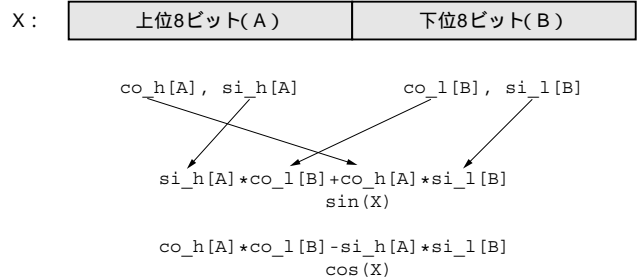 X : 上位8ビット( A ) 下位8ビット( B )
co_h[A], si_h[A] co_l[B], si_l[B]
si_h[A]*co_l[B]+co_h[A]*si_l[B]
sin(X)
co_h[A]*co_l[B]-si_h[A]*si_l[B]
cos(X)